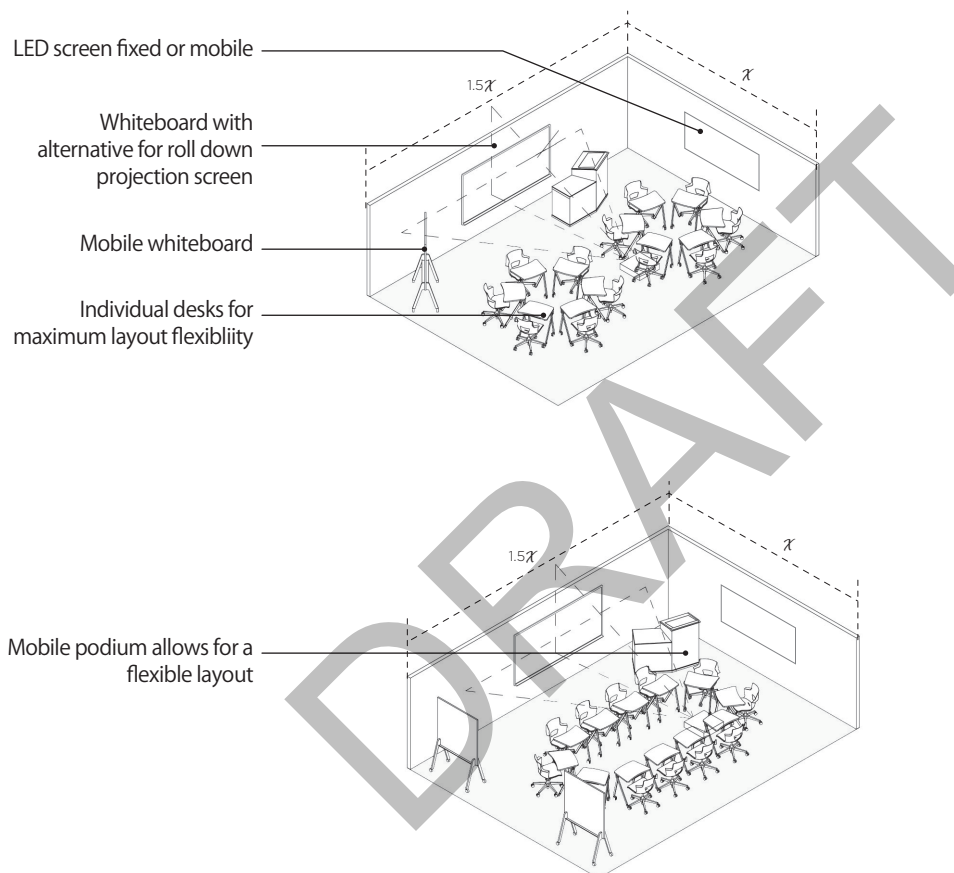 LED screen fixed or mobile
1.5x
x
Whiteboard with
alternative for roll down
projection screen
Mobile whiteboard
Individual desks for
maximum layout flexibliity
1.5x
x
Mobile podium allows for a
flexible layout
DRAFT